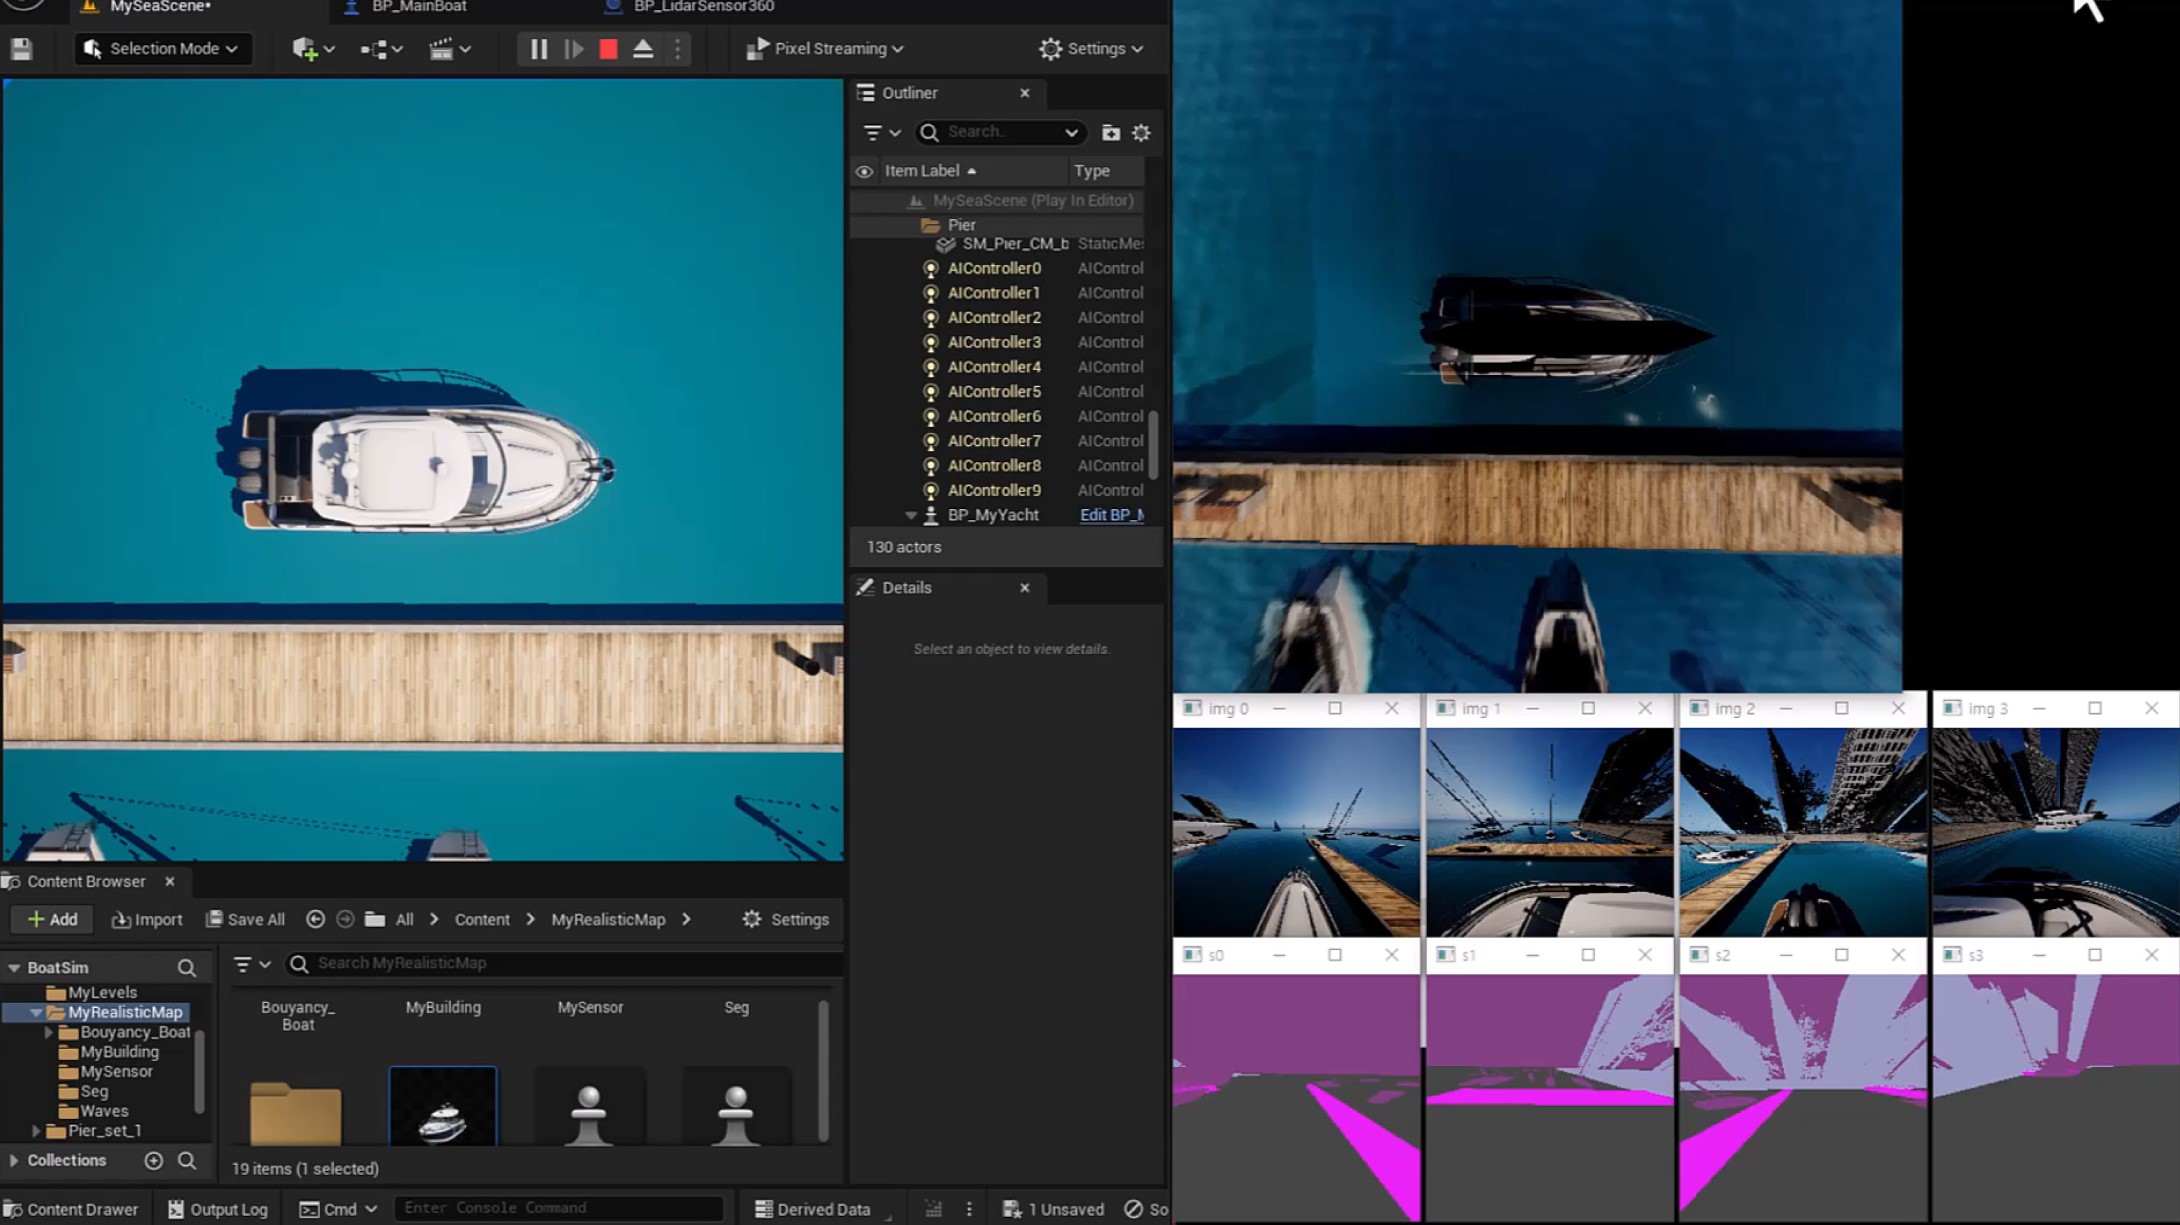 MySeaScene•
BP_MainBoat
BP_LidarSensor360
Selection Mode
Pixel Streaming
Settings
Outliner
Search..
Item Label
Type
MySeaScene (Play In Editor)
Pier
SM_Pier_CM_b StaticMe
AIController0 AIControl
AIController1 AIControl
AIController2 AIControl
AIController3 AIControl
AIController4 AIControl
AIController5 AIControl
AIController6 AIControl
AIController7 AIControl
AIController8 AIControl
AIController9 AIControl
BP_MyYacht Edit BP_M
130 actors
Details
Select an object to view details.
img 0
img 1
img 2
img 3
s0
s1
s2
s3
Content Browser
Add
Import
Save All
All > Content > MyRealisticMap >
Settings
BoatSim
MyLevels
MyRealisticMap
Bouyancy_Boat
MyBuilding
MySensor
Seg
Waves
Pier_set_1
Collections
Search MyRealisticMap
Bouyancy_
Boat
MyBuilding
MySensor
Seg
19 items (1 selected)
Content Drawer
Output Log
Cmd
Enter Console Command
Derived Data
1 Unsaved
So